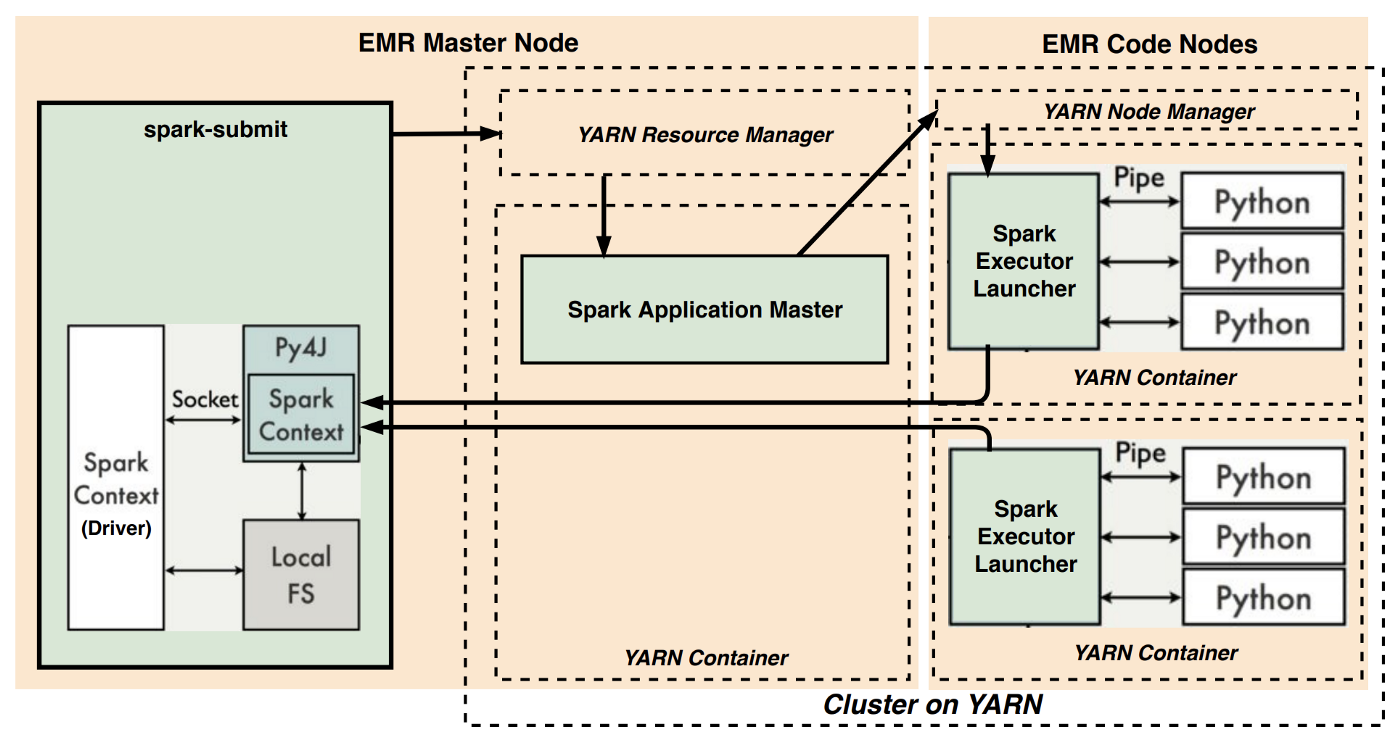 EMR Master Node
EMR Code Nodes
spark-submit
YARN Resource Manager
YARN Node Manager
Spark Application Master
Py4J
Spark
Context
Socket
Spark
Context
(Driver)
Local
FS
YARN Container
Spark
Executor
Launcher
Pipe
Python
Python
Python
YARN Container
Spark
Executor
Launcher
Pipe
Python
Python
Python
YARN Container
Cluster on YARN